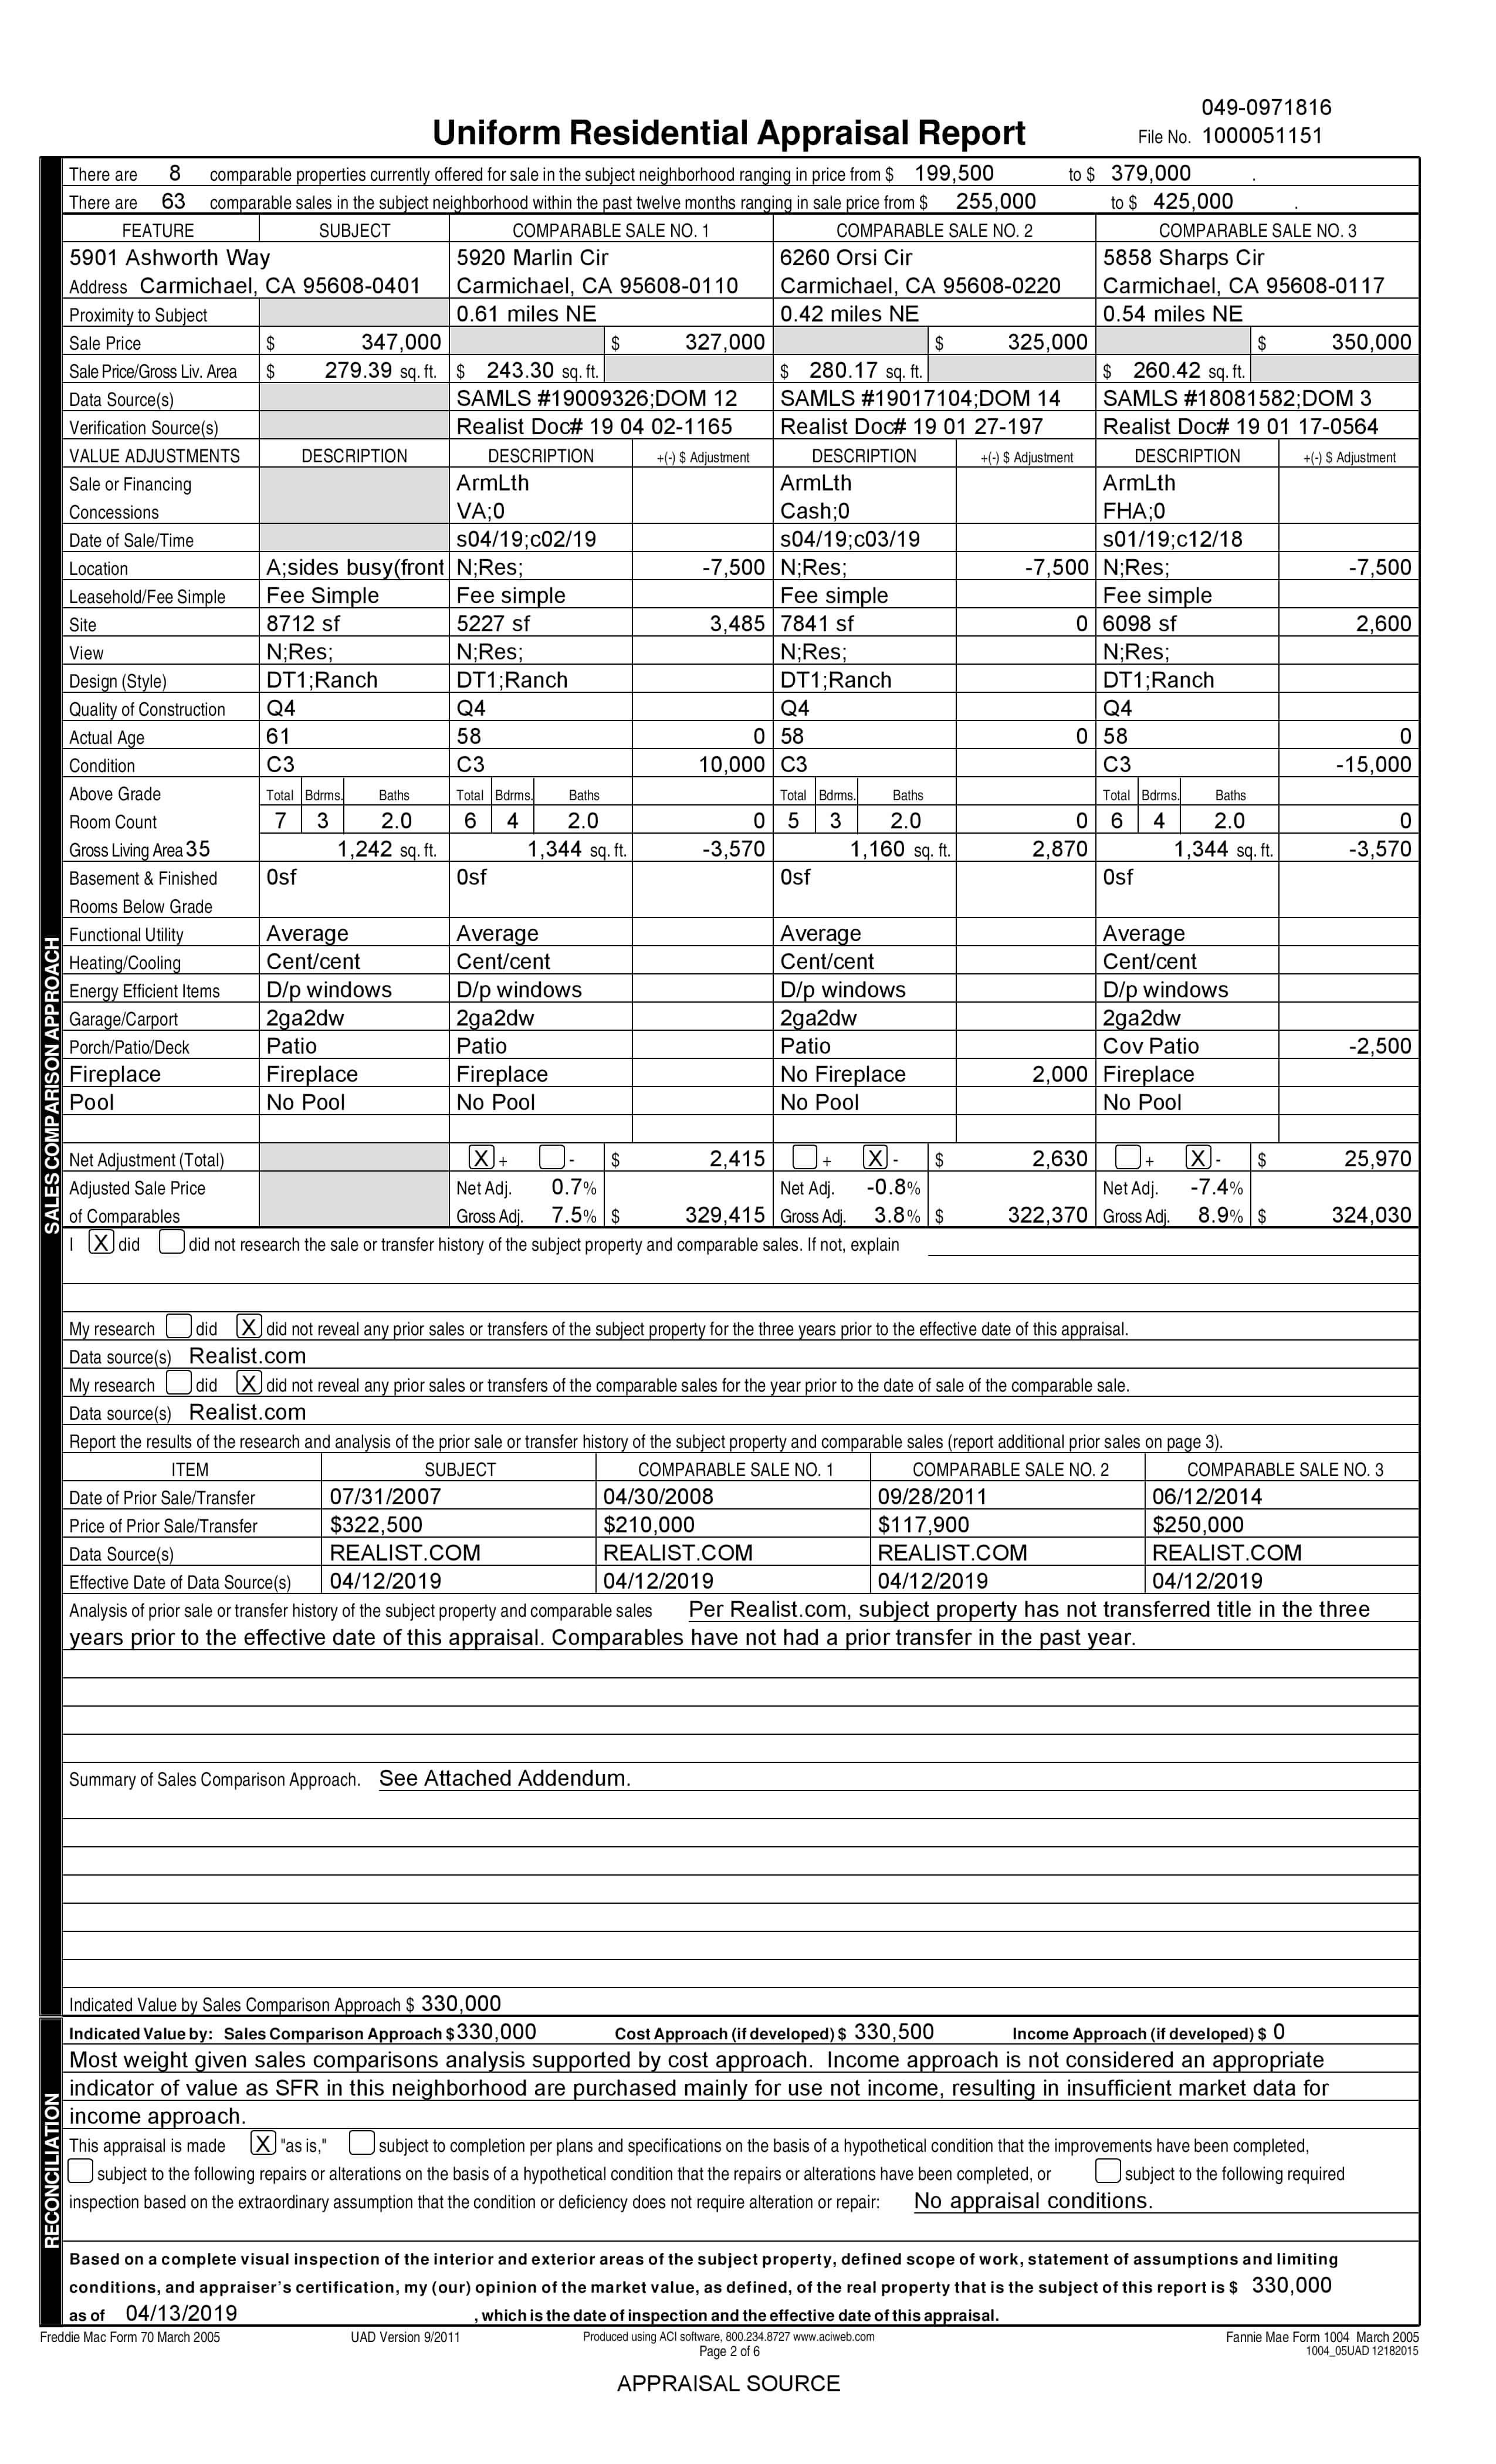 049-0971816
Uniform Residential Appraisal Report File No. 1000051151
There are 8 comparable properties currently offered for sale in the subject neighborhood ranging in price from $ 199,500 to $ 379,000 .
There are 63 comparable sales in the subject neighborhood within the past twelve months ranging in sale price from $ 255,000 to $ 425,000 .
FEATURE SUBJECT COMPARABLE SALE NO. 1 COMPARABLE SALE NO. 2 COMPARABLE SALE NO. 3
5901 Ashworth Way 5920 Marlin Cir 6260 Orsi Cir 5858 Sharps Cir
Address Carmichael, CA 95608-0401 Carmichael, CA 95608-0110 Carmichael, CA 95608-0220 Carmichael, CA 95608-0117
Proximity to Subject 0.61 miles NE 0.42 miles NE 0.54 miles NE
Sale Price $ 347,000 $ 327,000 $ 325,000 $ 350,000
Sale Price/Gross Liv. Area $ 279.39 sq. ft. $ 243.30 sq. ft. $ 280.17 sq. ft. $ 260.42 sq. ft.
Data Source(s) SAMLS #19009326;DOM 12 SAMLS #19017104;DOM 14 SAMLS #18081582;DOM 3
Verification Source(s) Realist Doc# 19 04 02-1165 Realist Doc# 19 01 27-197 Realist Doc# 19 01 17-0564
VALUE ADJUSTMENTS DESCRIPTION DESCRIPTION +(-) $ Adjustment DESCRIPTION +(-) $ Adjustment DESCRIPTION +(-) $ Adjustment
Sale or Financing ArmLth ArmLth ArmLth
Concessions VA;0 Cash;0 FHA;0
Date of Sale/Time s04/19;c02/19 s04/19;c03/19 s01/19;c12/18
Location A;sides busy(front N;Res; -7,500 N;Res; -7,500 N;Res; -7,500
Leasehold/Fee Simple Fee Simple Fee simple Fee simple Fee simple
Site 8712 sf 5227 sf 3,485 7841 sf 0 6098 sf 2,600
View N;Res; N;Res; N;Res; N;Res;
Design (Style) DT1;Ranch DT1;Ranch DT1;Ranch DT1;Ranch
Quality of Construction Q4 Q4 Q4 Q4
Actual Age 61 58 0 58 0 58 0
Condition C3 C3 10,000 C3 C3 -15,000
Above Grade Total Bdrms. Baths Total Bdrms. Baths Total Bdrms. Baths Total Bdrms. Baths
Room Count 7 3 2.0 6 4 2.0 0 5 3 2.0 0 6 4 2.0 0
Gross Living Area 35 1,242 sq. ft. 1,344 sq. ft. -3,570 1,160 sq. ft. 2,870 1,344 sq. ft. -3,570
Basement & Finished 0sf 0sf 0sf 0sf
Rooms Below Grade
Functional Utility Average Average Average Average
Heating/Cooling Cent/cent Cent/cent Cent/cent Cent/cent
Energy Efficient Items D/p windows D/p windows D/p windows D/p windows
Garage/Carport 2ga2dw 2ga2dw 2ga2dw 2ga2dw
Porch/Patio/Deck Patio Patio Patio Cov Patio -2,500
Fireplace Fireplace Fireplace No Fireplace 2,000 Fireplace
Pool No Pool No Pool No Pool No Pool
Net Adjustment (Total) X + - $ 2,415 + X - $ 2,630 + X - $ 25,970
Adjusted Sale Price Net Adj. 0.7% Net Adj. -0.8% Net Adj. -7.4%
of Comparables Gross Adj. 7.5% $ 329,415 Gross Adj. 3.8% $ 322,370 Gross Adj. 8.9% $ 324,030
SALES COMPARISON APPROACH
I X did did not research the sale or transfer history of the subject property and comparable sales. If not, explain
My research did X did not reveal any prior sales or transfers of the subject property for the three years prior to the effective date of this appraisal.
Data source(s) Realist.com
My research did X did not reveal any prior sales or transfers of the comparable sales for the year prior to the date of sale of the comparable sale.
Data source(s) Realist.com
Report the results of the research and analysis of the prior sale or transfer history of the subject property and comparable sales (report additional prior sales on page 3).
ITEM SUBJECT COMPARABLE SALE NO. 1 COMPARABLE SALE NO. 2 COMPARABLE SALE NO. 3
Date of Prior Sale/Transfer 07/31/2007 04/30/2008 09/28/2011 06/12/2014
Price of Prior Sale/Transfer $322,500 $210,000 $117,900 $250,000
Data Source(s) REALIST.COM REALIST.COM REALIST.COM REALIST.COM
Effective Date of Data Source(s) 04/12/2019 04/12/2019 04/12/2019 04/12/2019
Analysis of prior sale or transfer history of the subject property and comparable sales Per Realist.com, subject property has not transferred title in the three
years prior to the effective date of this appraisal. Comparables have not had a prior transfer in the past year.
Summary of Sales Comparison Approach. See Attached Addendum.
Indicated Value by Sales Comparison Approach $ 330,000
Indicated Value by: Sales Comparison Approach $ 330,000 Cost Approach (if developed) $ 330,500 Income Approach (if developed) $ 0
Most weight given sales comparisons analysis supported by cost approach. Income approach is not considered an appropriate
indicator of value as SFR in this neighborhood are purchased mainly for use not income, resulting in insufficient market data for
income approach.
This appraisal is made X "as is," subject to completion per plans and specifications on the basis of a hypothetical condition that the improvements have been completed,
subject to the following repairs or alterations on the basis of a hypothetical condition that the repairs or alterations have been completed, or subject to the following required
inspection based on the extraordinary assumption that the condition or deficiency does not require alteration or repair: No appraisal conditions.
RECONCILIATION
Based on a complete visual inspection of the interior and exterior areas of the subject property, defined scope of work, statement of assumptions and limiting
conditions, and appraiser's certification, my (our) opinion of the market value, as defined, of the real property that is the subject of this report is $ 330,000
as of 04/13/2019 , which is the date of inspection and the effective date of this appraisal.
Freddie Mac Form 70 March 2005 UAD Version 9/2011 Produced using ACI software, 800.234.8727 www.aciweb.com Fannie Mae Form 1004 March 2005
Page 2 of 6 1004_05UAD 12182015
APPRAISAL SOURCE